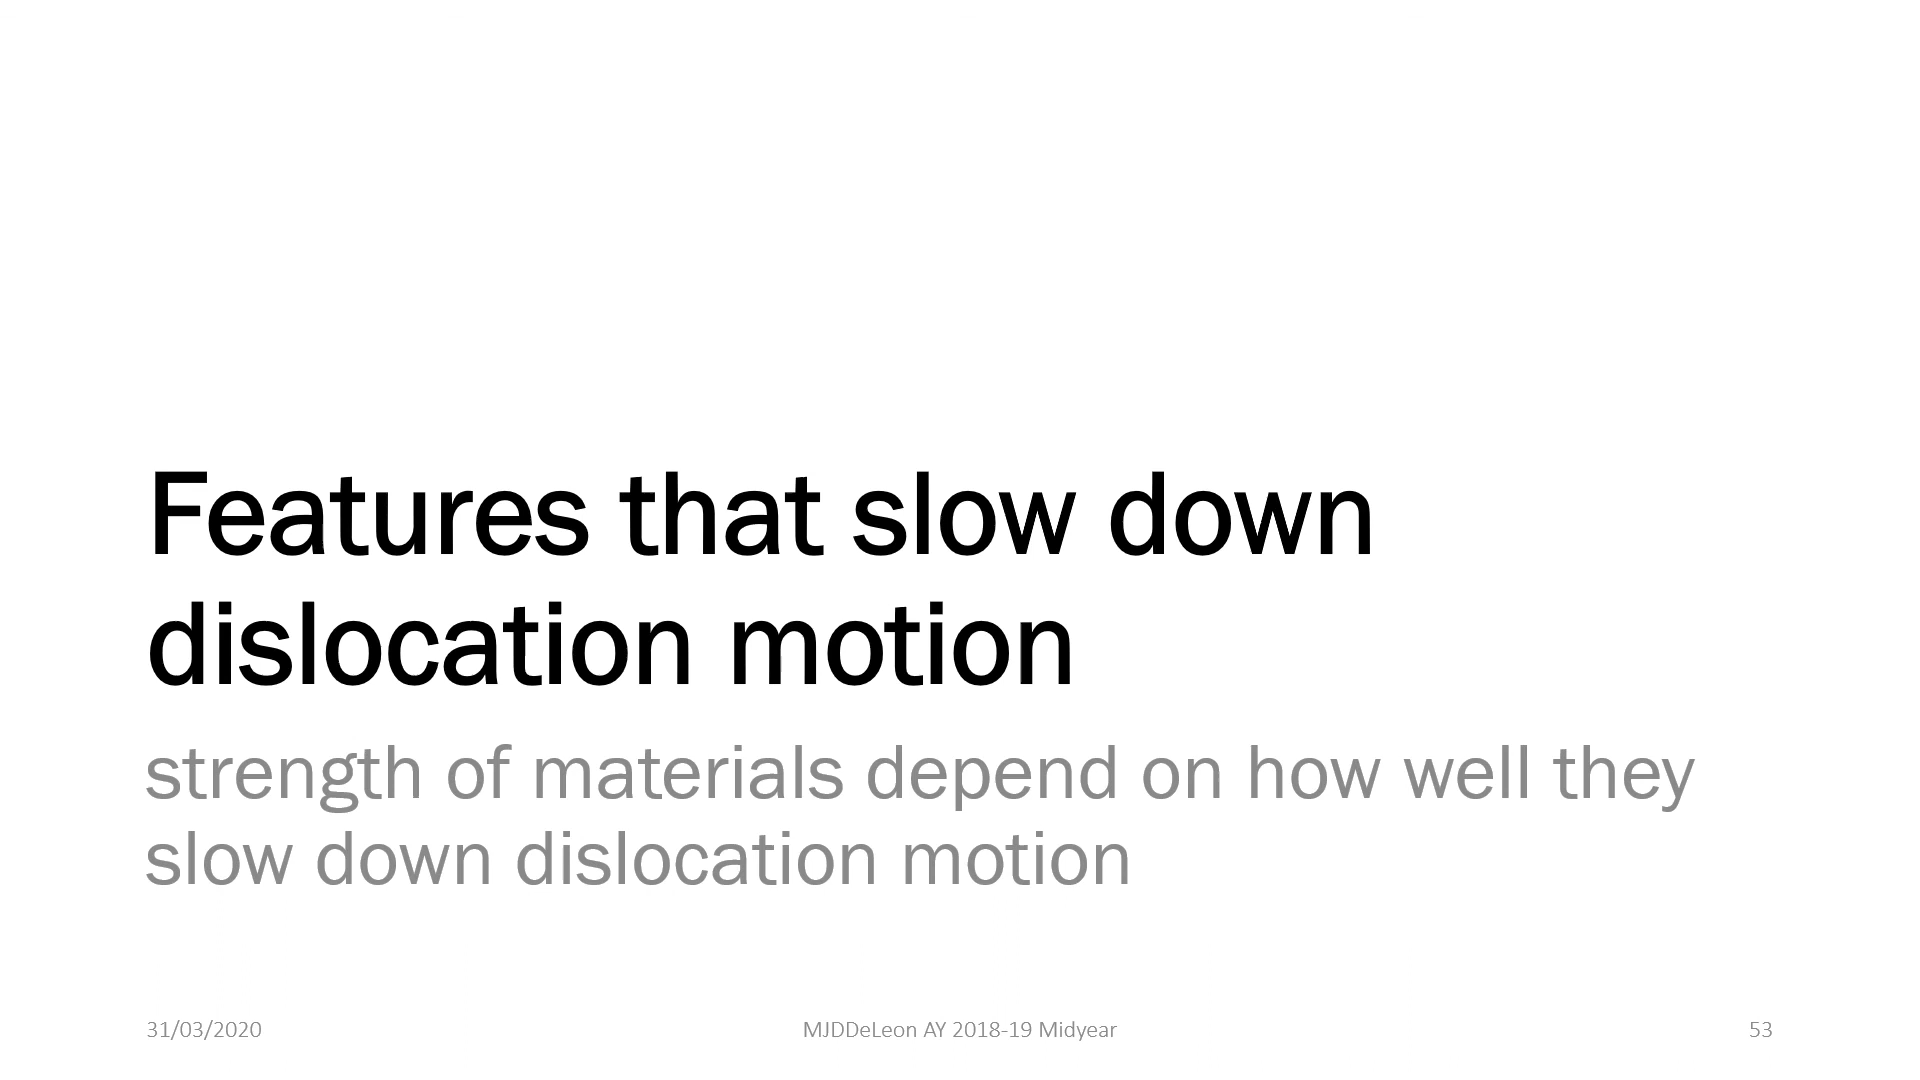 Features that slow down
dislocation motion
strength of materials depend on how well they
slow down dislocation motion
31/03/2020
MJDDeLeon AY 2018-19 Midyear
53